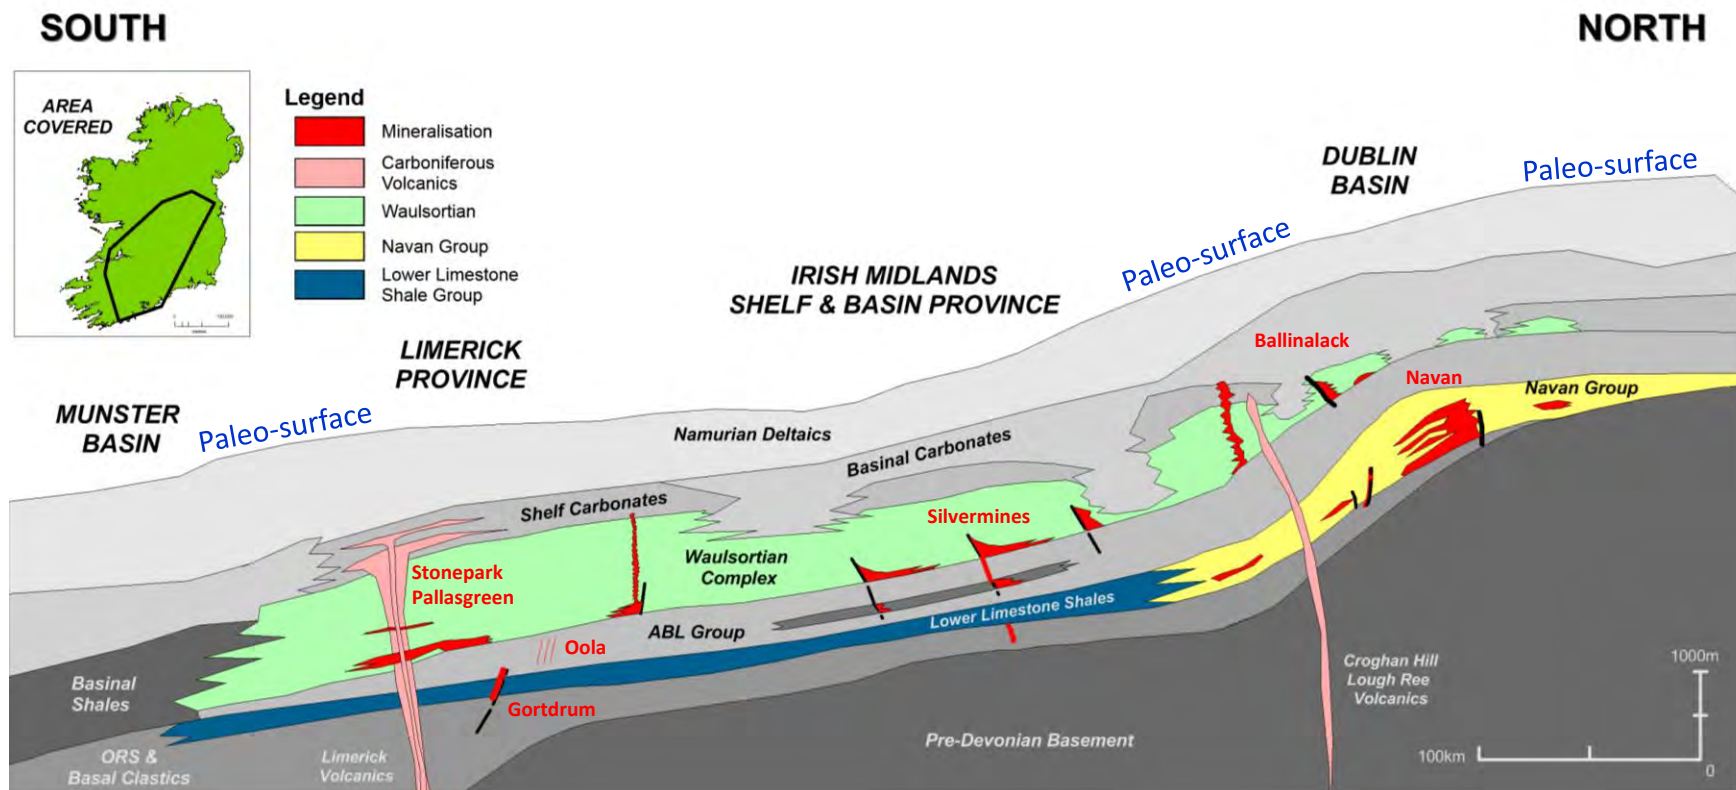 SOUTH
NORTH
AREA
COVERED
Legend
Mineralisation
Carboniferous
Volcanics
Waulsortian
Navan Group
Lower Limestone
Shale Group
DUBLIN
BASIN
Paleo-surface
Paleo-surface
IRISH MIDLANDS
SHELF & BASIN PROVINCE
LIMERICK
PROVINCE
MUNSTER
BASIN
Paleo-surface
Ballinalack
Navan
Navan Group
Namurian Deltaics
Basinal Carbonates
Shelf Carbonates
Silvermines
Waulsortian
Complex
Stonepark
Pallasgreen
Lower Limestone Shales
ABL Group
Oola
Gortdrum
Basinal
Shales
ORS &
Basal Clastics
Limerick
Volcanics
Pre-Devonian Basement
Croghan Hill
Lough Ree
Volcanics
1000m
100km
0